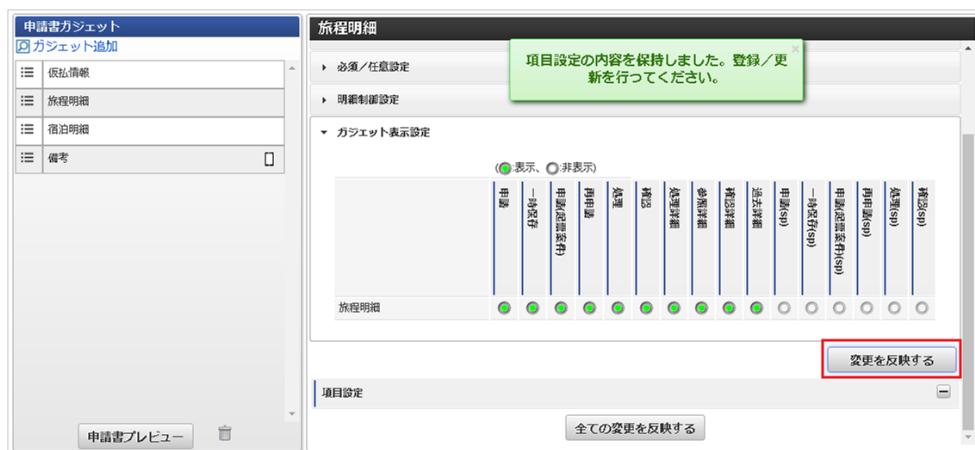 申請書ガジェット
ガジェット追加
仮払情報
旅程明細
宿泊明細
備考
申請書プレビュー
旅程明細
項目設定の内容を保持しました。登録／更
新を行ってください。
×
必須／任意設定
明細制御設定
ガジェット表示設定
(:表示、:非表示)
申請
一時保存
申請(起票案件)
再申請
処理
確認
処理詳細
参照詳細
確認詳細
過去詳細
申請(sp)
一時保存(sp)
申請(起票案件)(sp)
再申請(sp)
処理(sp)
確認(sp)
旅程明細
変更を反映する
項目設定
全ての変更を反映する